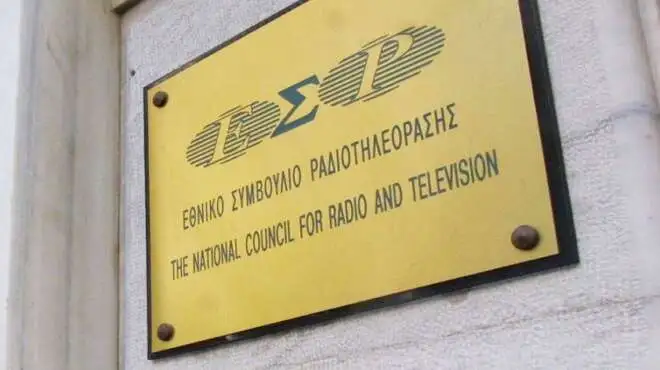 ΕΣΡ
ΕΘΝΙΚΟ ΣΥΜΒΟΥΛΙΟ ΡΑΔΙΟΤΗΛΕΟΡΑΣΗΣ
THE NATIONAL COUNCIL FOR RADIO AND TELEVISION